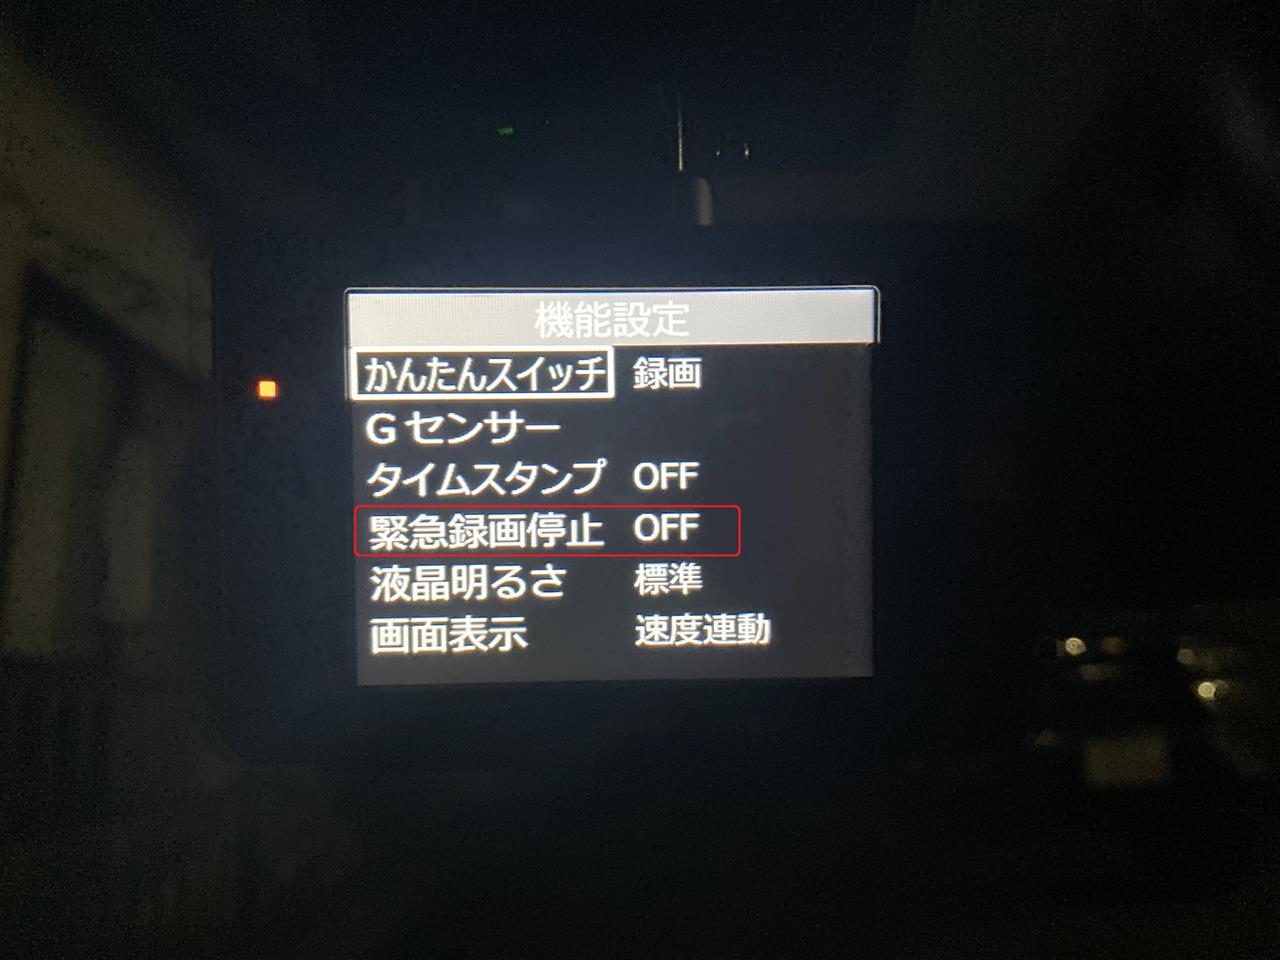 機能設定
かんたんスイッチ 録画
Gセンサー
タイムスタンプ OFF
緊急録画停止 OFF
液晶明るさ 標準
画面表示 速度連動